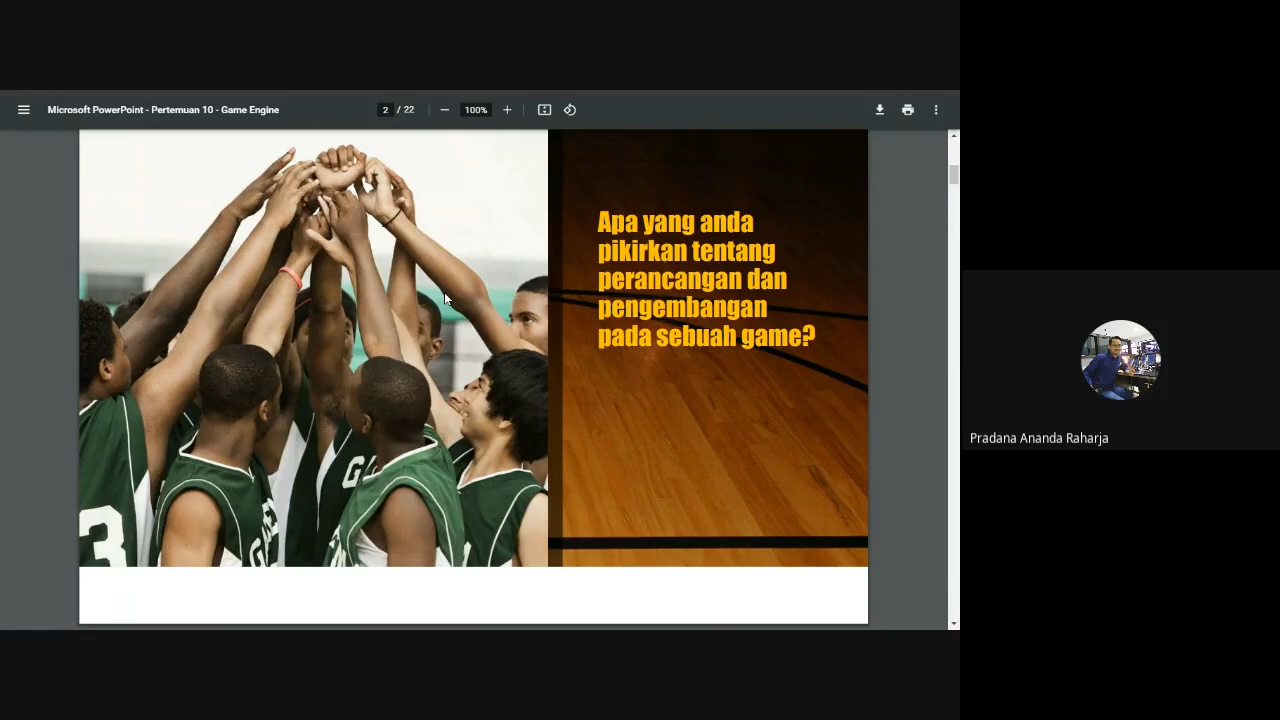 Microsoft PowerPoint - Pertemuan 10 - Game Engine
2 / 22
100%
Apa yang anda
pikirkan tentang
perancangan dan
pengembangan
pada sebuah game?
3
Pradana Ananda Raharja